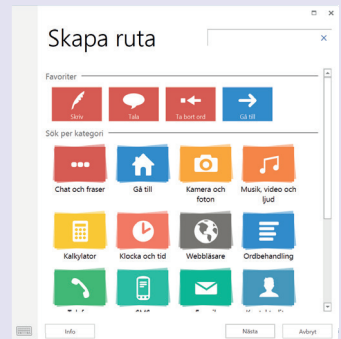 Skapa ruta
Favoriter
Skriv
Tala
Ta bort ord
Gå till
Sök per kategori
Chat och fraser
Gå till
Kamera och foton
Musik, video och ljud
Kalkylator
Klocka och tid
Webbläsare
Ordbehandling
Info
Nästa
Avbryt